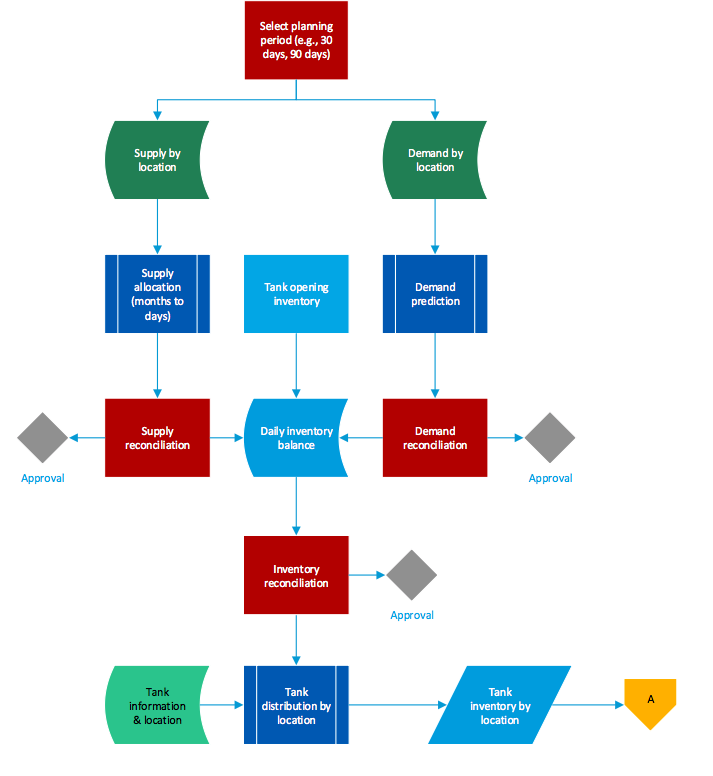 Select planning
period (e.g., 30
days, 90 days)
Supply by
location
Demand by
location
Supply
allocation
(months to
days)
Tank opening
inventory
Demand
prediction
Supply
reconciliation
Daily inventory
balance
Demand
reconciliation
Approval
Approval
Inventory
reconciliation
Approval
Tank
information
& location
Tank
distribution by
location
Tank
inventory by
location
A